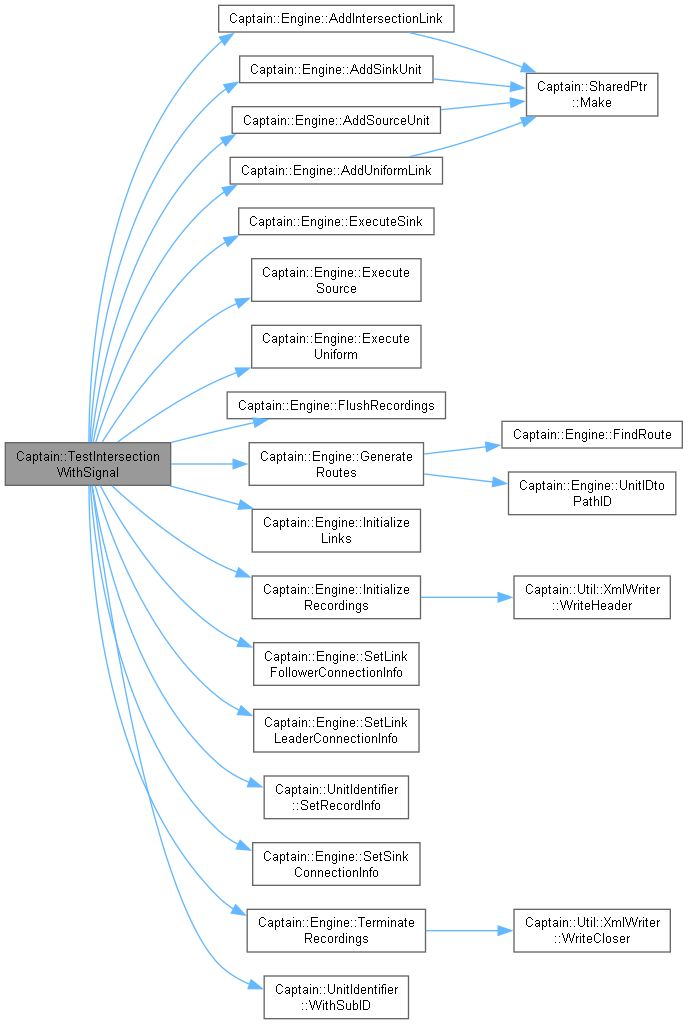 Captain::Engine::AddIntersectionLink
Captain::Engine::AddSinkUnit
Captain::SharedPtr
::Make
Captain::Engine::AddSourceUnit
Captain::Engine::AddUniformLink
Captain::Engine::ExecuteSink
Captain::Engine::Execute
Source
Captain::Engine::Execute
Uniform
Captain::Engine::FlushRecordings
Captain::TestIntersection
WithSignal
Captain::Engine::Generate
Routes
Captain::Engine::FindRoute
Captain::Engine::UnitIDto
PathID
Captain::Engine::Initialize
Links
Captain::Engine::Initialize
Recordings
Captain::Util::XmlWriter
::WriteHeader
Captain::Engine::SetLink
FollowerConnectionInfo
Captain::Engine::SetLink
LeaderConnectionInfo
Captain::UnitIdentifier
::SetRecordInfo
Captain::Engine::SetSink
ConnectionInfo
Captain::Engine::Terminate
Recordings
Captain::Util::XmlWriter
::WriteCloser
Captain::UnitIdentifier
::WithSubID